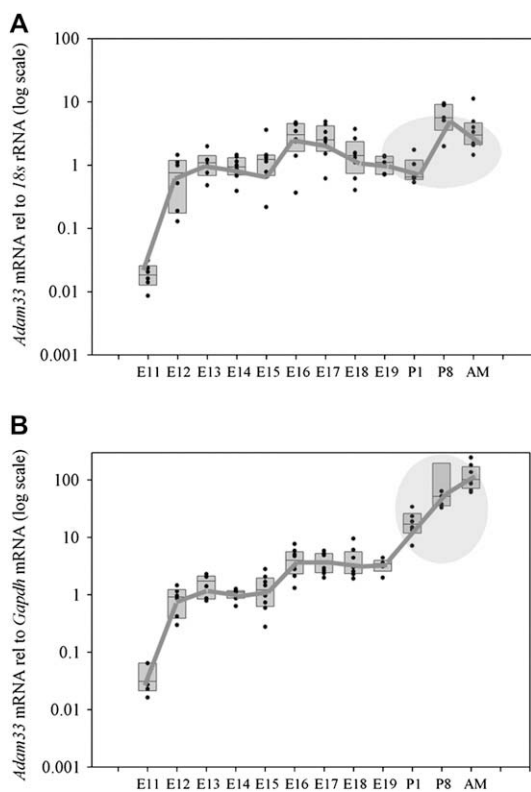 A
Adam33 mRNA rel to 18s rRNA (log scale)
100
10
1
0.1
0.01
0.001
E11 E12 E13 E14 E15 E16 E17 E18 E19 P1 P8 AM
B
Adam33 mRNA rel to Gapdh mRNA (log scale)
100
10
1
0.1
0.01
0.001
E11 E12 E13 E14 E15 E16 E17 E18 E19 P1 P8 AM